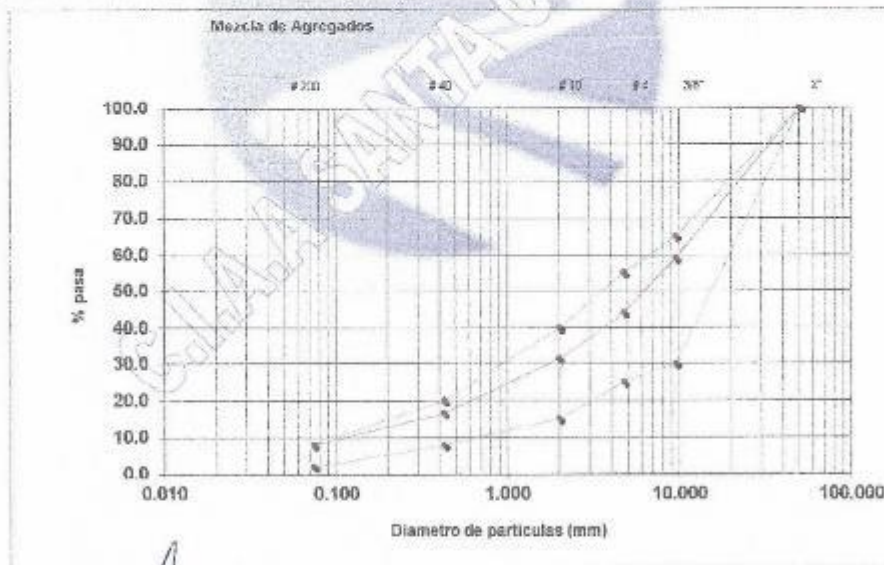 Mezcla de Agregados
# 200 # 40 # 10 # 4 3/8" 2"
100.0
90.0
80.0
70.0
60.0
50.0
40.0
30.0
20.0
10.0
0.0
% pasa
0.010 0.100 1.000 10.000 100.000
Diametro de particulas (mm)
C.I.A.A SANTA